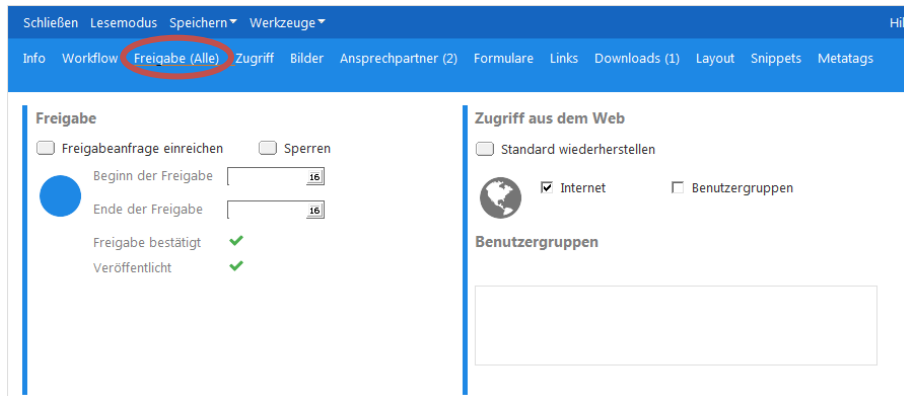 Schließen Lesemodus Speichern Werkzeuge
Info Workflow Freigabe (Alle) Zugriff Bilder Ansprechpartner (2) Formulare Links Downloads (1) Layout Snippets Metatags
Freigabe
Freigabeanfrage einreichen Sperren
Beginn der Freigabe 16
Ende der Freigabe 16
Freigabe bestätigt
Veröffentlicht
Zugriff aus dem Web
Standard wiederherstellen
Internet Benutzergruppen
Benutzergruppen